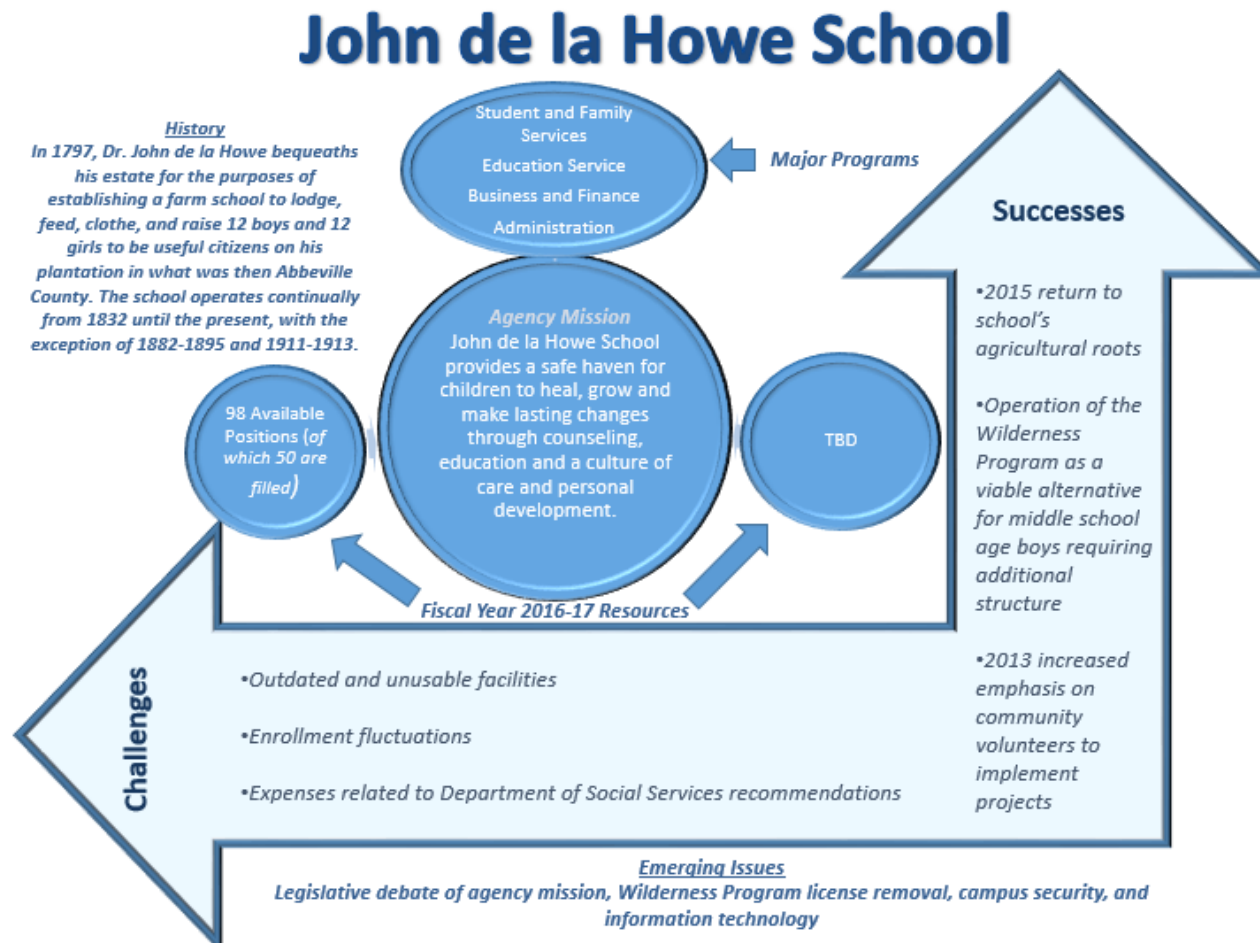 John de la Howe School
History
In 1797, Dr. John de la Howe bequeaths
his estate for the purposes of
establishing a farm school to lodge,
feed, clothe, and raise 12 boys and 12
girls to be useful citizens on his
plantation in what was then Abbeville
County. The school operates continually
from 1832 until the present, with the
exception of 1882-1895 and 1911-1913.
Student and Family
Services
Education Service
Business and Finance
Administration
Major Programs
Agency Mission
John de la Howe School
provides a safe haven for
children to heal, grow and
make lasting changes
through counseling,
education and a culture of
care and personal
development.
98 Available
Positions (of
which 50 are
filled)
TBD
Fiscal Year 2016-17 Resources
Successes
•2015 return to
school's
agricultural roots
•Operation of the
Wilderness
Program as a
viable alternative
for middle school
age boys requiring
additional
structure
•2013 increased
emphasis on
community
volunteers to
implement
projects
Challenges
•Outdated and unusable facilities
•Enrollment fluctuations
•Expenses related to Department of Social Services recommendations
Emerging Issues
Legislative debate of agency mission, Wilderness Program license removal, campus security, and
information technology